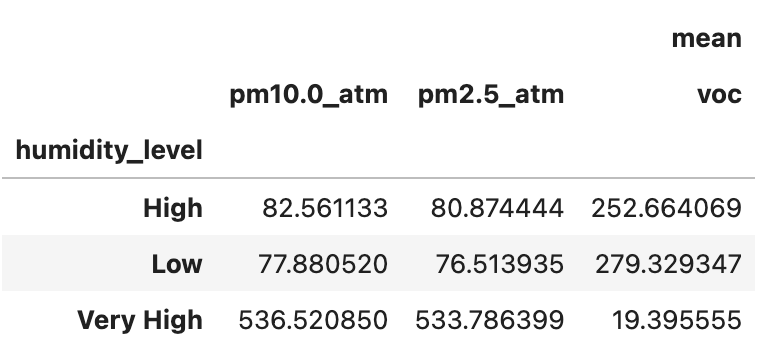 mean
pm10.0_atm pm2.5_atm voc
humidity_level
High 82.561133 80.874444 252.664069
Low 77.880520 76.513935 279.329347
Very High 536.520850 533.786399 19.395555